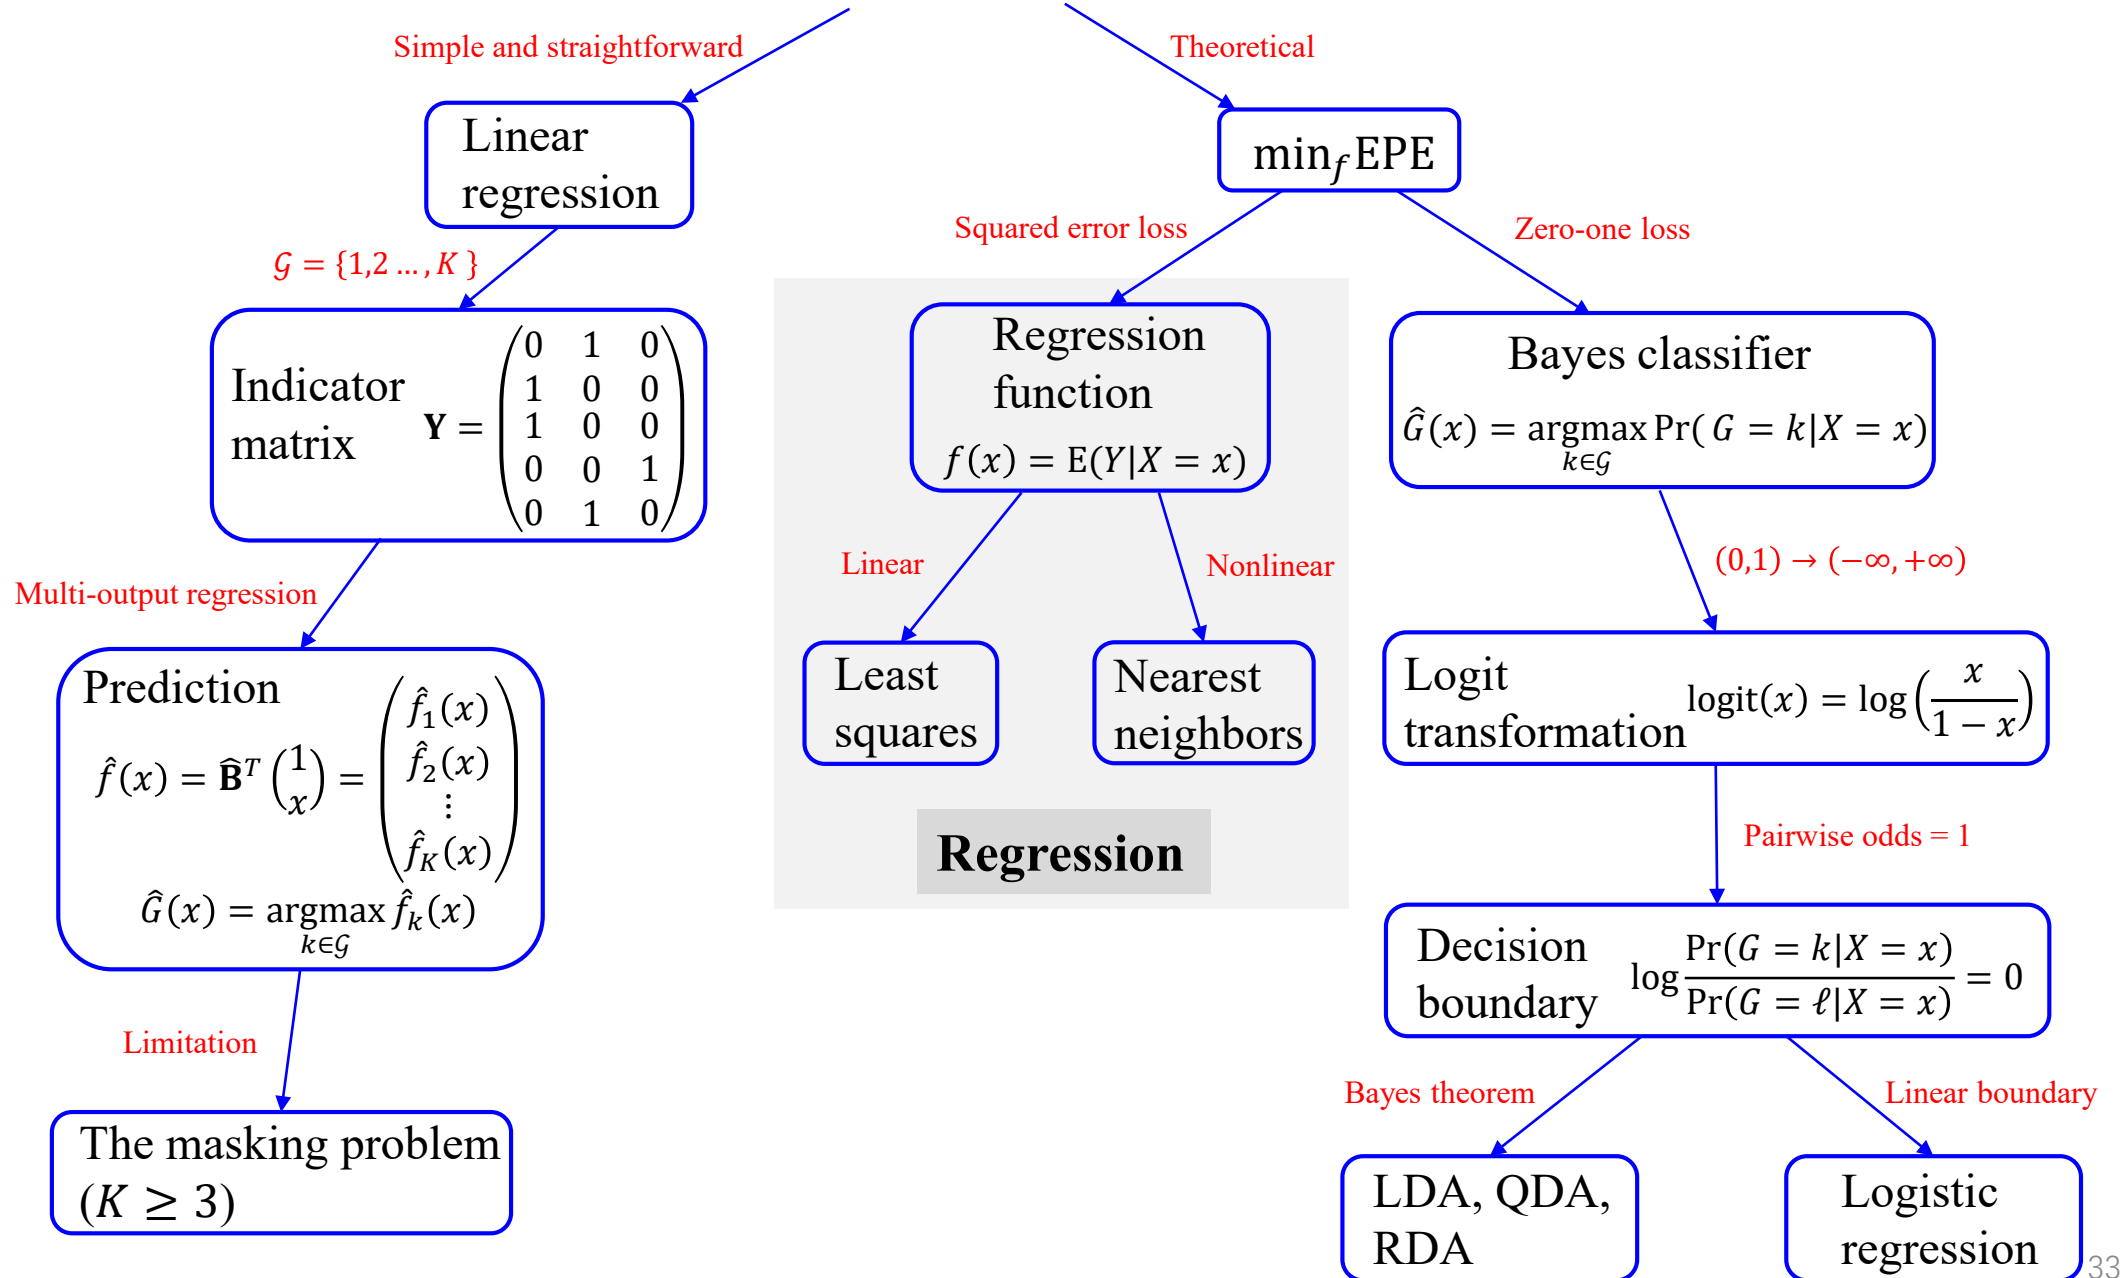 Simple and straightforward
Theoretical
Linear
regression
min_f EPE
𝒢 = {1,2 … , K }
Squared error loss
Zero-one loss
Indicator
matrix
Y =
0 1 0
1 0 0
1 0 0
0 0 1
0 1 0
Regression
function
f(x) = E(Y|X = x)
Bayes classifier
Ĝ(x) = argmax Pr( G = k|X = x)
k∈𝒢
Multi-output regression
Linear
Nonlinear
(0,1) → (−∞, +∞)
Prediction
f̂(x) = B̂^T (1 x) = (f̂_1(x) f̂_2(x) ⋮ f̂_K(x))
Ĝ(x) = argmax f̂_k(x)
k∈𝒢
Least
squares
Nearest
neighbors
Regression
Logit
transformation
logit(x) = log(x / 1 − x)
Pairwise odds = 1
Decision
boundary
log Pr(G = k|X = x) / Pr(G = ℓ|X = x) = 0
Limitation
The masking problem
(K ≥ 3)
Bayes theorem
Linear boundary
LDA, QDA,
RDA
Logistic
regression
33